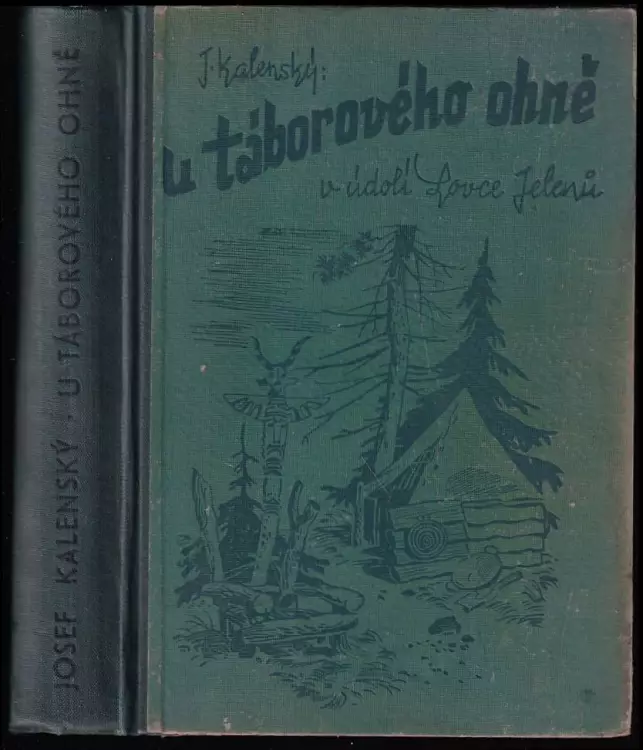 JOSEF KALENSKÝ · U TÁBOROVÉHO OHNĚ
J. Kalenský:
u táborového ohně
v údolí Lovce Jelenů